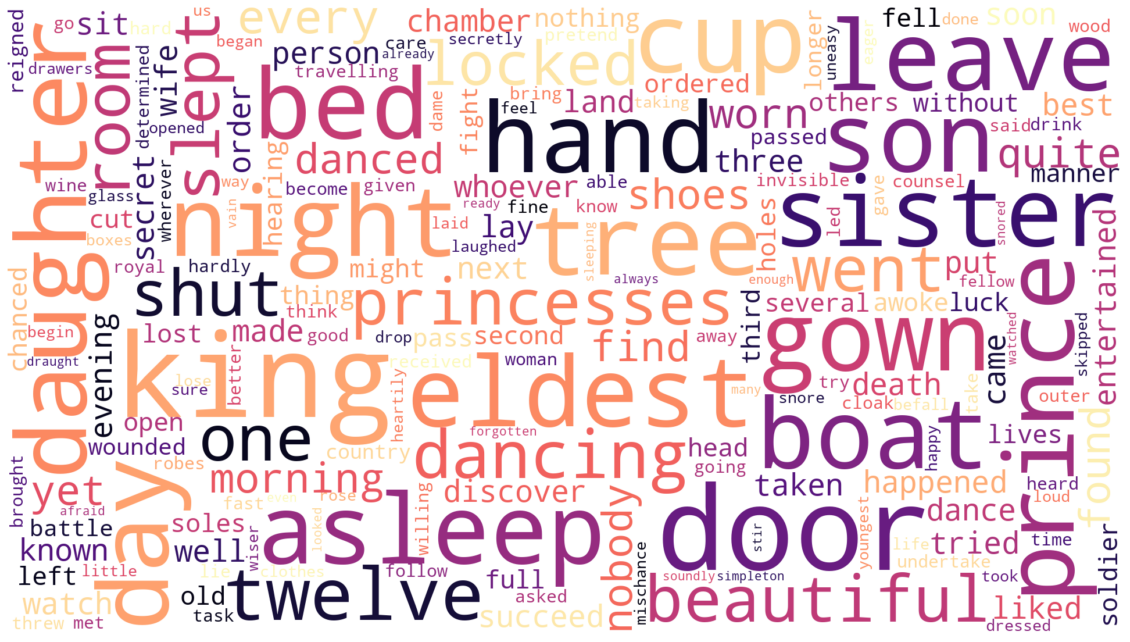 reigned go us began hard every chamber nothing pretend soon
sit fell done wood
drawers room determined wife slept person care already secretly cup longer uneasy eager leave
opened travelling locked ordered
daughter secret order bed dame fight bring feel taking land worn others without best
wine wherever hand passed son said drink
danced three quite
glass way hearing become given whoever able shoes invisible counsel manner
cut night vain laid ready fine know holes led gave sister snored
boxes lay laughed tree sleeping
royal hardly might next always enough went put fellow
chanced shut thing princesses several awoke luck prince entertained
begin lost made think good drop pass second find away third gown came watched skipped
draught evening king lose received woman many try death outer
sure better heartily eldest snore cloak befall take
wounded open one country forgotten boat happy lives
day robes morning dancing head going heard loud found
brought yet afraid fast even rose looked willing discover nobody taken happened
battle soles asleep door stir youngest dance
known well wiser life tried time soldier
left little lie clothes follow full soundly simpleton undertake took
watch old task twelve asked succeed mischance beautiful liked
threw met dressed